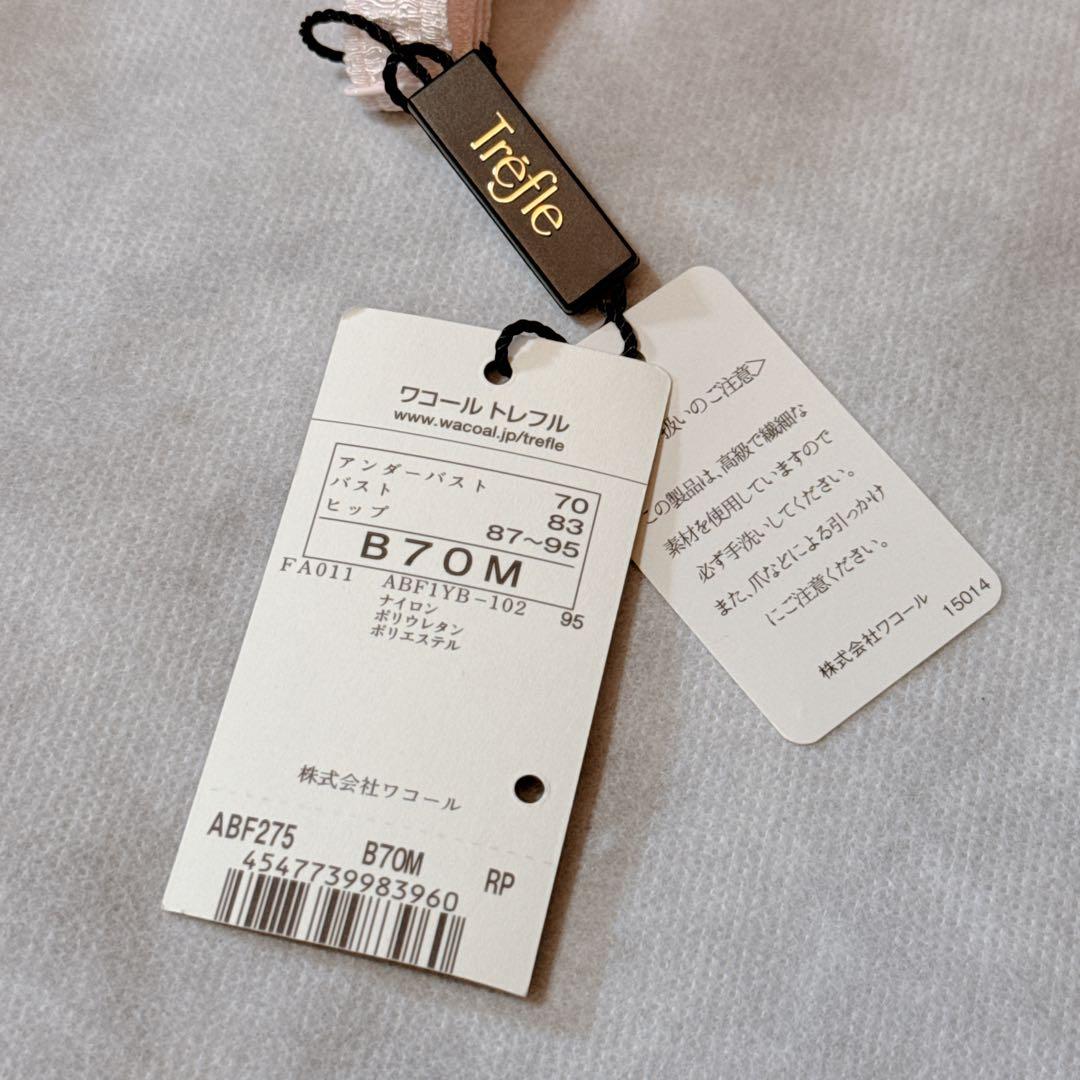 Tréfle
ワコール トレフル
www.wacoal.jp/trefle
アンダーバスト 70
バスト 83
ヒップ 87~95
B70M
FA011 ABF1YB-102
ナイロン
ポリウレタン 95
ポリエステル
株式会社ワコール
ABF275 B70M RP
4547739983960
扱いのご注意〉
この製品は、高級で繊細な
素材を使用していますので
必ず手洗いしてください。
また、爪などによる引っかけ
にご注意ください。
株式会社ワコール
15014